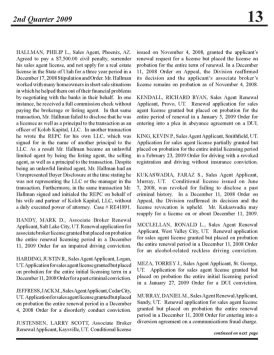 2nd Quarter 2009
13
HALLMAN, PHILIP L., Sales Agent, Phoenix, AZ.
Agreed to pay a $7,500.00 civil penalty, surrender
his sales agent license, and not apply for a real estate
license in the State of Utah for a three year period in a
December 17, 2008 Stipulation and Order. Mr. Hallman
worked with many homeowners in short sale situations
in which he helped them out of their financial problems
by negotiating with the banks in their behalf. In one
instance, he received a full commission check without
paying the brokerage or listing agent. In that same
transaction, Mr. Hallman failed to disclose that he was
a licensee as well as a principal to the transaction as an
officer of Koleb Kapital, LLC. In another transaction
he wrote the REPC for his own LLC, which was
signed for in the name of another principal to the
LLC. As a result Mr. Hallman became an unlawful
limited agent by being the listing agent, the selling
agent, as well as a principal to the transaction. Despite
being an unlawful limited agent, Mr. Hallman had an
Unrepresented Buyer Disclosure at the time stating he
was not representing the LLC as the manager to the
transaction. Furthermore, in the same transaction Mr.
Hallman signed and initialed the REPC on behalf of
his wife and partner of Koleb Kapital, LLC, without
a duly executed power of attorney.
HANDY, MARK D., Associate Broker Renewal
Applicant, Salt Lake City, UT. Renewal application for
associate broker license granted but placed on probation
the entire renewal licensing period in a December
11, 2008 Order for an impaired driving conviction.
HARDING, JUSTIN R., Sales Agent Applicant, Logan,
UT. Application for sales agent license granted but placed
on probation for the entire initial licensing term in a
December 11, 2008 Order for a past criminal conviction.
JEFFRESS, JACK M., Sales Agent Applicant, Cedar City,
UT. Application for sales agent license granted but placed
on probation the entire renewal period in a December
4, 2008 Order for a disorderly conduct conviction.
JUSTENSEN, LARRY SCOTT, Associate Broker
Renewal Applicant, Kaysville, UT. Conditional license
issued on November 4, 2008, granted the applicant's
renewal request for a license but placed the license on
probation for the entire term of renewal. In a December
11, 2008 Order on Appeal, the Division reaffirmed
its decision and the applicant's associate broker's
license remains on probation as of November 4, 2008.
KENDALL, RICHARD RYAN, Sales Agent Renewal
Applicant, Provo, UT. Renewal application for sales
agent license granted but placed on probation for the
entire period of renewal in a January 5, 2009 Order for
entering into a plea in abeyance agreement on a DUI.
KING, KEVIN P., Sales Agent Applicant, Smithfield, UT.
Application for sales agent license partially granted but
placed on probation for the entire initial licensing period
in a February 23, 2009 Order for driving with a revoked
registration and driving without insurance conviction.
KUKASWADIA, FARAZ S., Sales Agent Applicant,
Murray, UT. Conditional license issued on June
7, 2008, was revoked for failing to disclose a past
criminal history. In a December 11, 2008 Order on
Appeal, the Division reaffirmed its decision and the
license revocation is upheld. Mr. Kukaswadia may
reapply for a license on or about December 11, 2009.
MCCLELLAN, RONALD L., Sales Agent Renewal
Applicant, West Valley City, UT. Renewal application
for sales agent license granted but placed on probation
the entire renewal period in a December 11, 2008 Order
for an alcohol-related reckless driving conviction.
MEZA, TORREY J., Sales Agent Applicant, St. George,
UT. Application for sales agent license granted but
placed on probation the entire initial licensing period
in a January 27, 2009 Order for a DUI conviction.
MURRAY, DANIEL M., Sales Agent Renewal Applicant,
Sandy, UT. Renewal application for sales agent license
granted but placed on probation the entire renewal
period in a December 11, 2008 Order for entering into a
diversion agreement on a communications fraud charge.
continued on next page